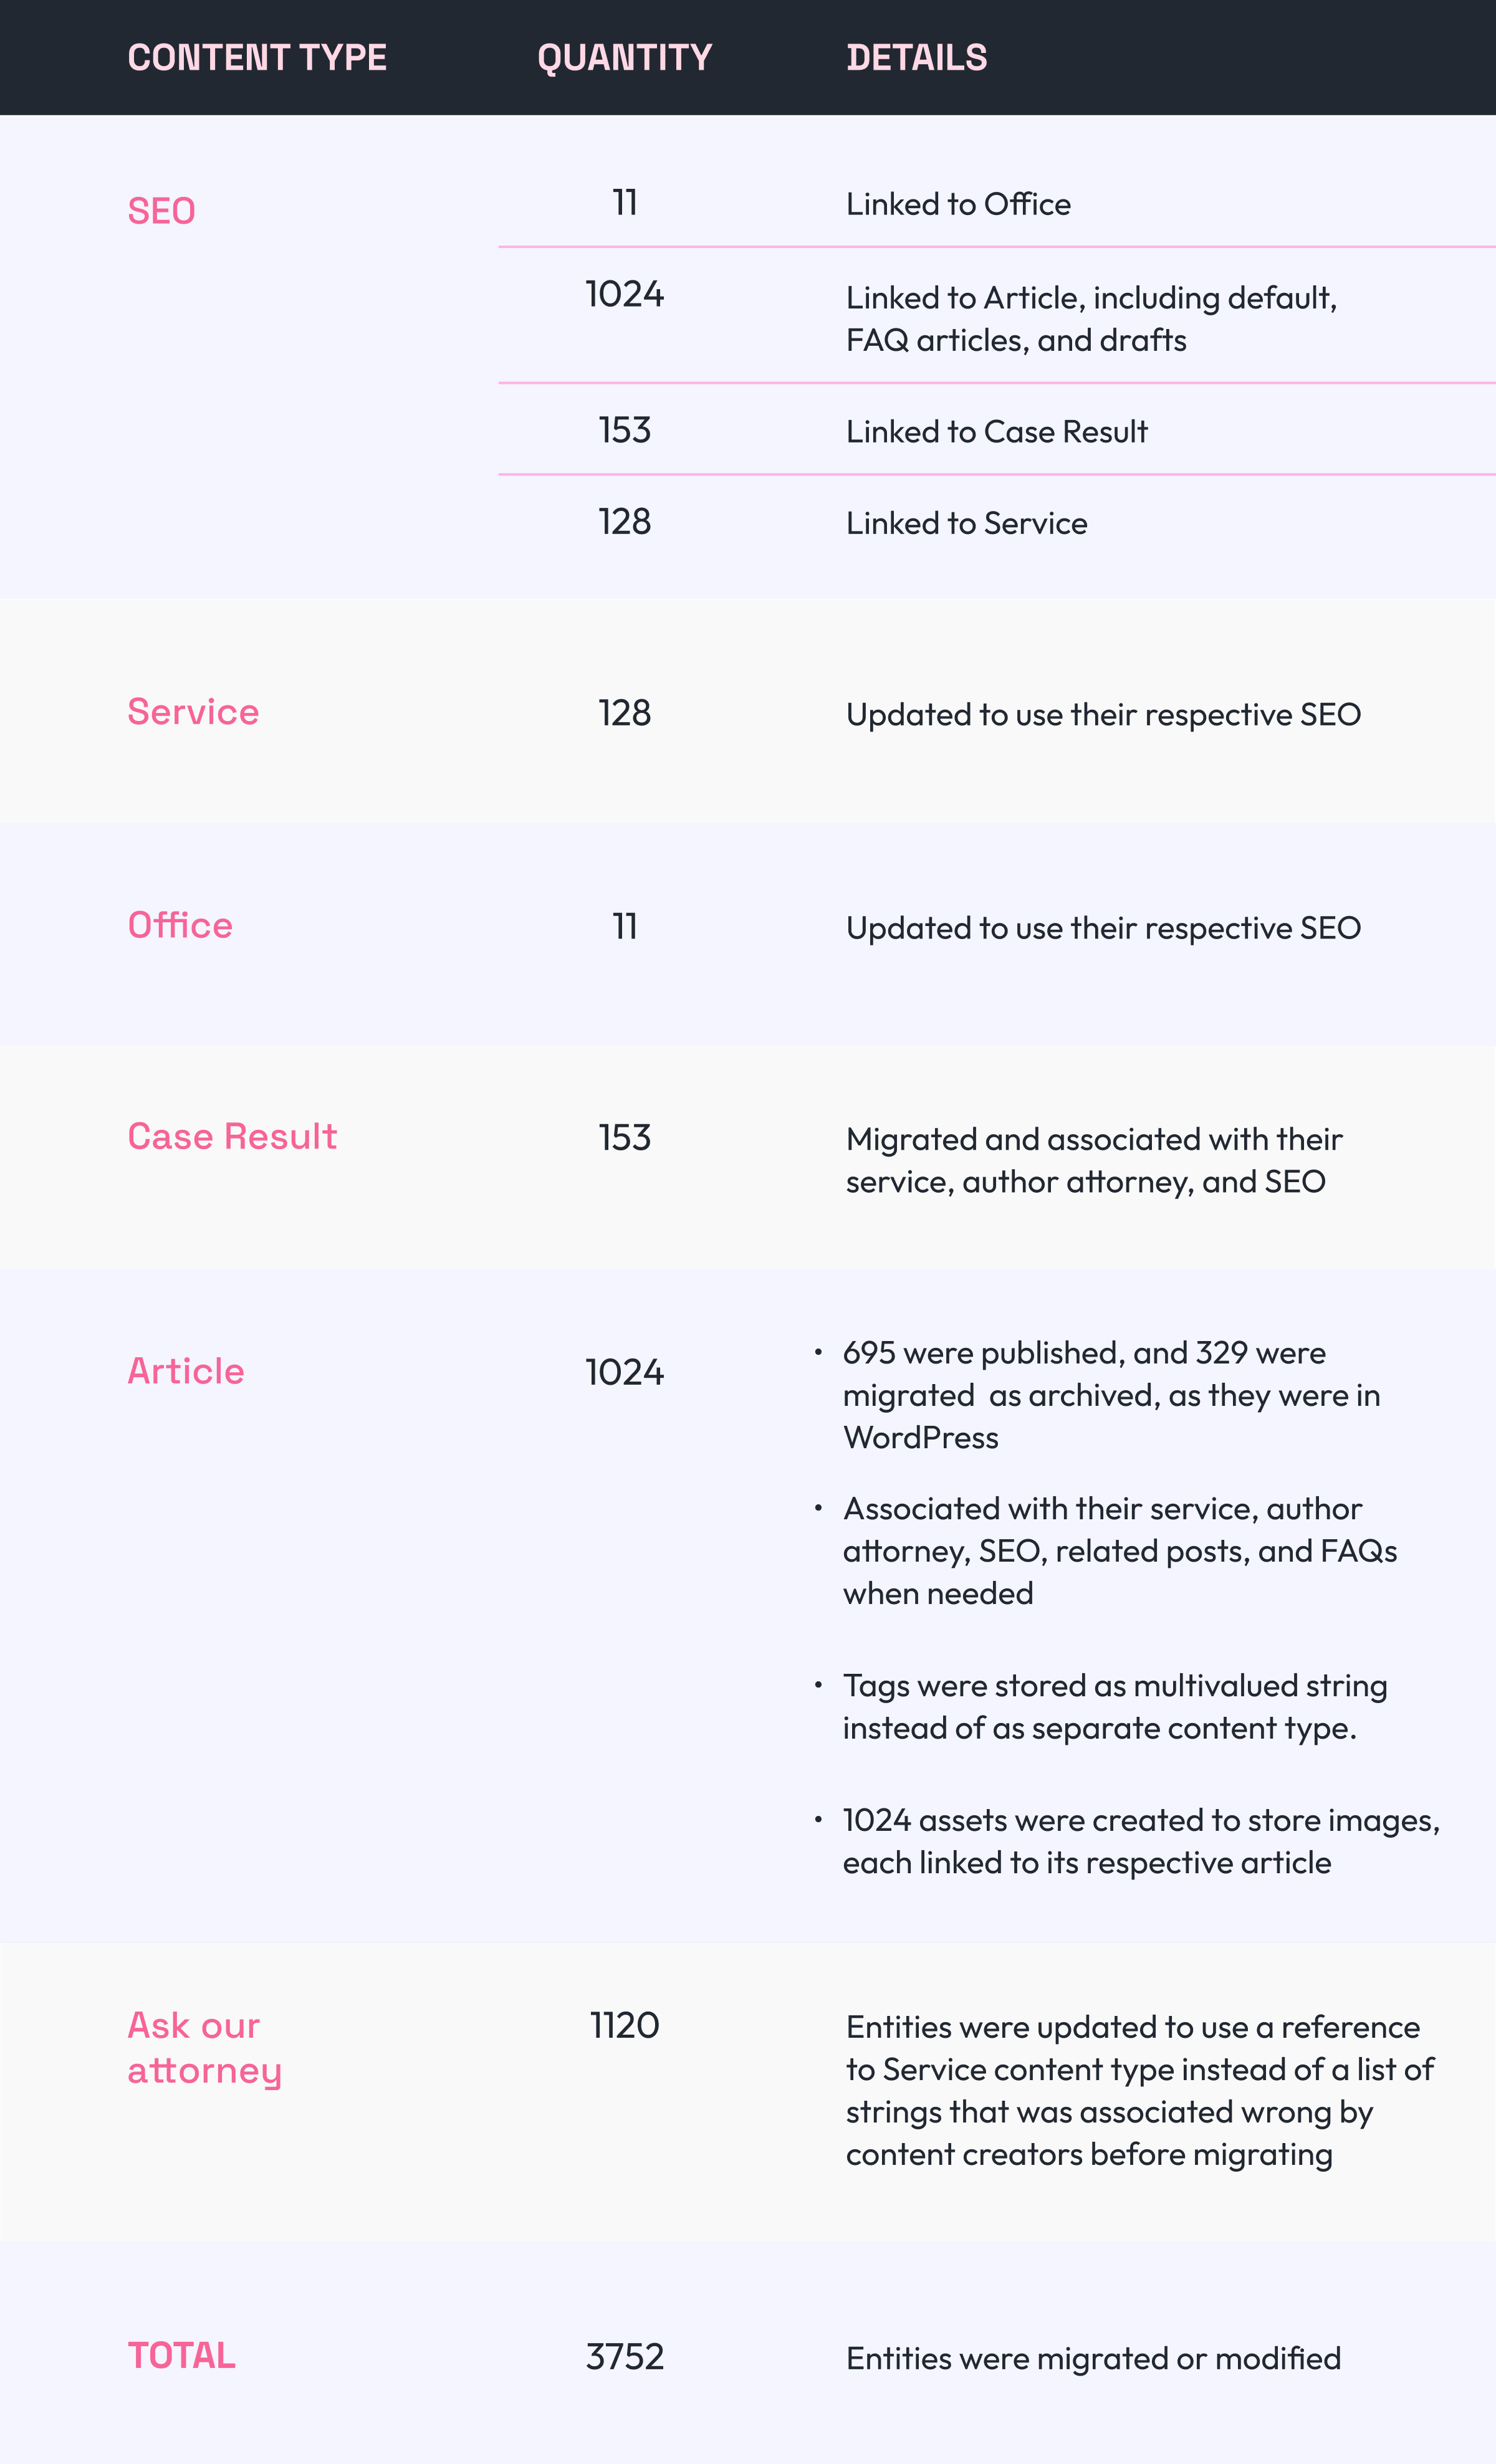 CONTENT TYPE QUANTITY DETAILS
SEO 11 Linked to Office
1024 Linked to Article, including default,
FAQ articles, and drafts
153 Linked to Case Result
128 Linked to Service
Service 128 Updated to use their respective SEO
Office 11 Updated to use their respective SEO
Case Result 153 Migrated and associated with their
service, author attorney, and SEO
Article 1024
• 695 were published, and 329 were
migrated as archived, as they were in
WordPress
• Associated with their service, author
attorney, SEO, related posts, and FAQs
when needed
• Tags were stored as multivalued string
instead of as separate content type.
• 1024 assets were created to store images,
each linked to its respective article
Ask our
attorney
1120 Entities were updated to use a reference
to Service content type instead of a list of
strings that was associated wrong by
content creators before migrating
TOTAL 3752 Entities were migrated or modified